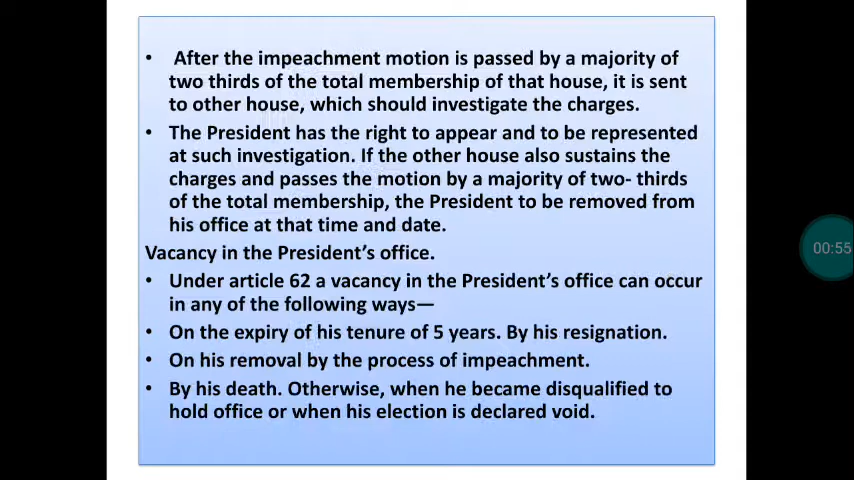 • After the impeachment motion is passed by a majority of
two thirds of the total membership of that house, it is sent
to other house, which should investigate the charges.
• The President has the right to appear and to be represented
at such investigation. If the other house also sustains the
charges and passes the motion by a majority of two- thirds
of the total membership, the President to be removed from
his office at that time and date.
Vacancy in the President’s office.
• Under article 62 a vacancy in the President’s office can occur
in any of the following ways—
• On the expiry of his tenure of 5 years. By his resignation.
• On his removal by the process of impeachment.
• By his death. Otherwise, when he became disqualified to
hold office or when his election is declared void.
00:55